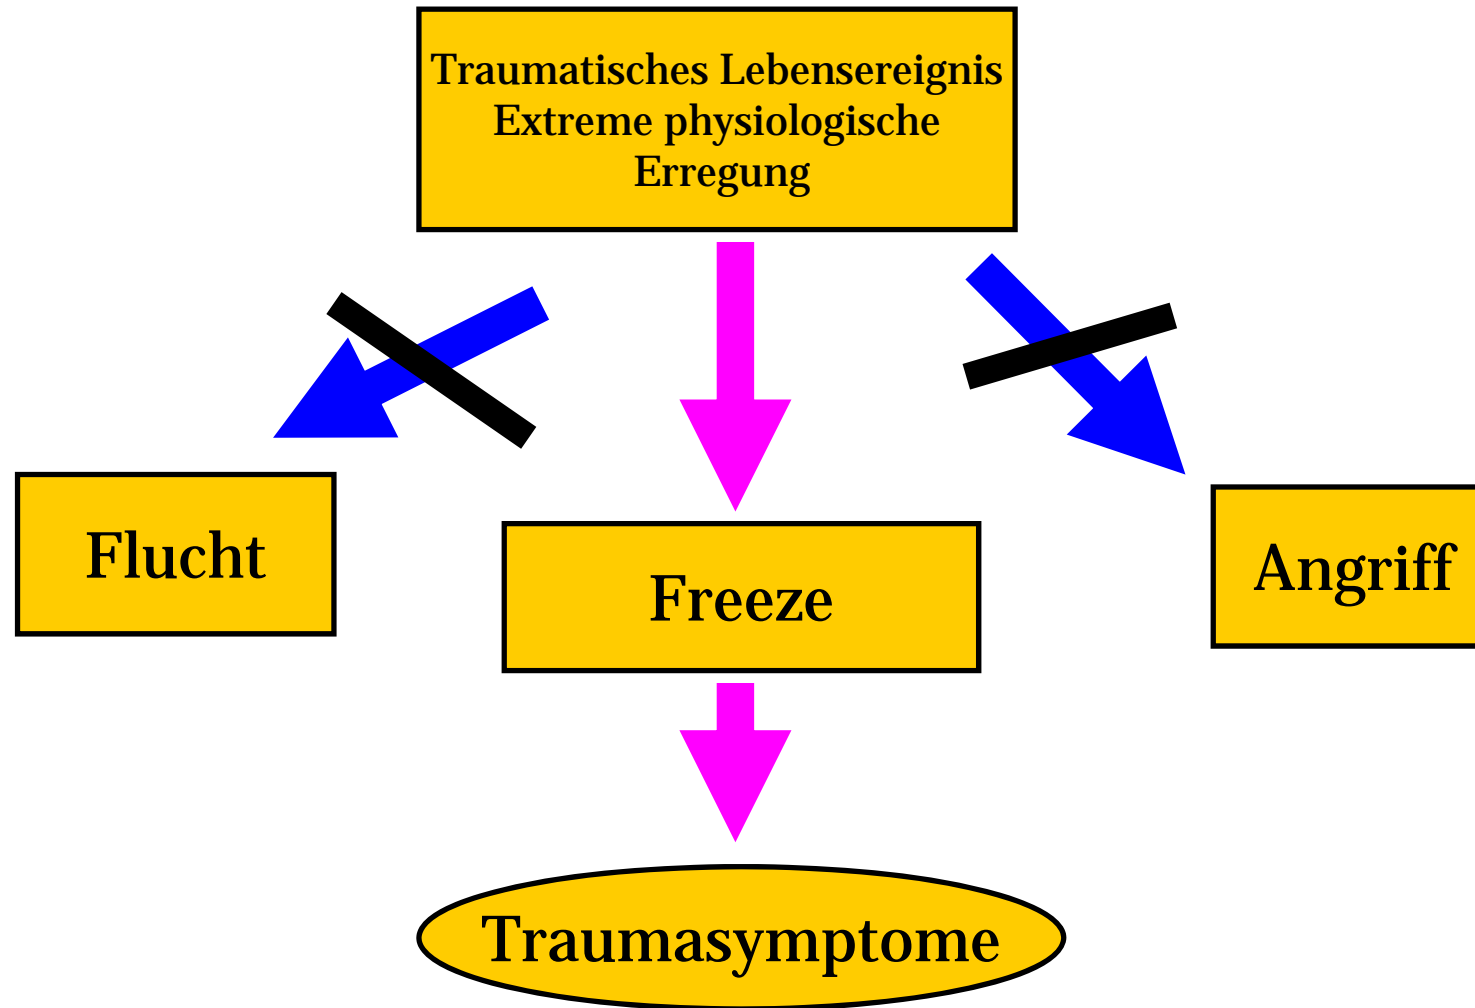 Traumatisches Lebensereignis
Extreme physiologische
Erregung
Flucht
Freeze
Angriff
Traumasymptome